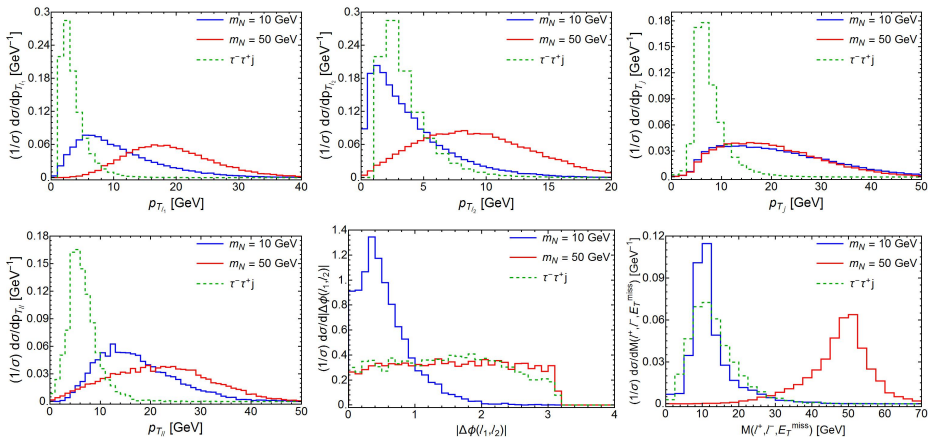 0.3
0.24
0.18
0.12
0.06
0
(1/σ) dσ/dp_{T_{l_1}} [GeV⁻¹]
m_N = 10 GeV
m_N = 50 GeV
τ⁻τ⁺j
0 10 20 30 40
p_{T_{l_1}} [GeV]
0.3
0.24
0.18
0.12
0.06
0
(1/σ) dσ/dp_{T_{l_2}} [GeV⁻¹]
m_N = 10 GeV
m_N = 50 GeV
τ⁻τ⁺j
0 5 10 15 20
p_{T_{l_2}} [GeV]
0.18
0.15
0.12
0.09
0.06
0.03
0.00
(1/σ) dσ/dp_{T_j} [GeV⁻¹]
m_N = 10 GeV
m_N = 50 GeV
τ⁻τ⁺j
0 10 20 30 40 50
p_{T_j} [GeV]
0.18
0.15
0.12
0.09
0.06
0.03
0.00
(1/σ) dσ/dp_{T_{ll}} [GeV⁻¹]
m_N = 10 GeV
m_N = 50 GeV
τ⁻τ⁺j
0 10 20 30 40 50
p_{T_{ll}} [GeV]
1.4
1.2
1.0
0.8
0.6
0.4
0.2
0.0
(1/σ) dσ/d|Δϕ(l₁,l₂)|
m_N = 10 GeV
m_N = 50 GeV
τ⁻τ⁺j
0 1 2 3 4
|Δϕ(l₁,l₂)|
0.12
0.09
0.06
0.03
0.00
(1/σ) dσ/dM(l⁺,l⁻,E_T^{miss}) [GeV⁻¹]
m_N = 10 GeV
m_N = 50 GeV
τ⁻τ⁺j
0 10 20 30 40 50 60 70
M(l⁺,l⁻,E_T^{miss}) [GeV]